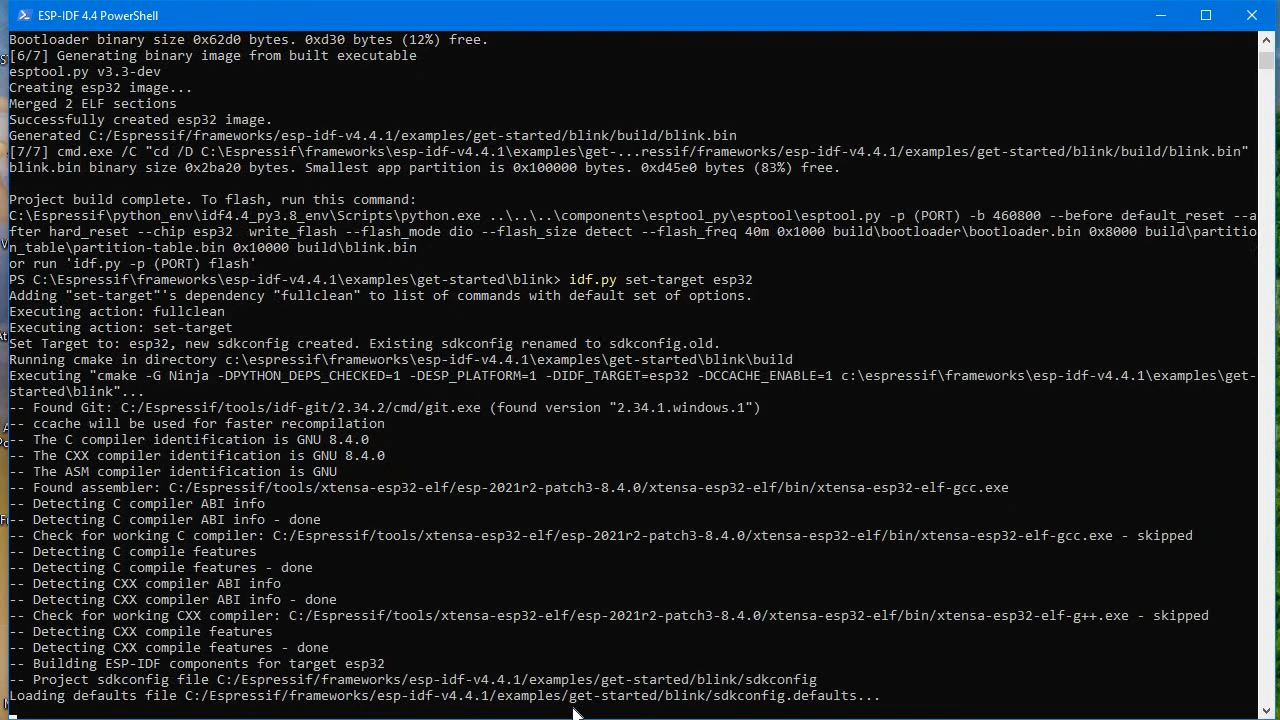 ESP-IDF 4.4 PowerShell
Bootloader binary size 0x62d0 bytes. 0xd30 bytes (12%) free.
[6/7] Generating binary image from built executable
esptool.py v3.3-dev
Creating esp32 image...
Merged 2 ELF sections
Successfully created esp32 image.
Generated C:/Espressif/frameworks/esp-idf-v4.4.1/examples/get-started/blink/build/blink.bin
[7/7] cmd.exe /C "cd /D C:\Espressif\frameworks\esp-idf-v4.4.1\examples\get-...ressif/frameworks/esp-idf-v4.4.1/examples/get-started/blink/build/blink.bin"
blink.bin binary size 0x2ba20 bytes. Smallest app partition is 0x100000 bytes. 0xd45e0 bytes (83%) free.
Project build complete. To flash, run this command:
C:\Espressif\python_env\idf4.4_py3.8_env\Scripts\python.exe ..\..\..\components\esptool_py\esptool\esptool.py -p (PORT) -b 460800 --before default_reset --a
fter hard_reset --chip esp32  write_flash --flash_mode dio --flash_size detect --flash_freq 40m 0x1000 build\bootloader\bootloader.bin 0x8000 build\partitio
n_table\partition-table.bin 0x10000 build\blink.bin
or run 'idf.py -p (PORT) flash'
PS C:\Espressif\frameworks\esp-idf-v4.4.1\examples\get-started\blink> idf.py set-target esp32
Adding "set-target"'s dependency "fullclean" to list of commands with default set of options.
Executing action: fullclean
Executing action: set-target
Set Target to: esp32, new sdkconfig created. Existing sdkconfig renamed to sdkconfig.old.
Running cmake in directory c:\espressif\frameworks\esp-idf-v4.4.1\examples\get-started\blink\build
Executing "cmake -G Ninja -DPYTHON_DEPS_CHECKED=1 -DESP_PLATFORM=1 -DIDF_TARGET=esp32 -DCCACHE_ENABLE=1 c:\espressif\frameworks\esp-idf-v4.4.1\examples\get-
started\blink"...
-- Found Git: C:/Espressif/tools/idf-git/2.34.2/cmd/git.exe (found version "2.34.1.windows.1")
-- ccache will be used for faster recompilation
-- The C compiler identification is GNU 8.4.0
-- The CXX compiler identification is GNU 8.4.0
-- The ASM compiler identification is GNU
-- Found assembler: C:/Espressif/tools/xtensa-esp32-elf/esp-2021r2-patch3-8.4.0/xtensa-esp32-elf/bin/xtensa-esp32-elf-gcc.exe
-- Detecting C compiler ABI info
-- Detecting C compiler ABI info - done
-- Check for working C compiler: C:/Espressif/tools/xtensa-esp32-elf/esp-2021r2-patch3-8.4.0/xtensa-esp32-elf/bin/xtensa-esp32-elf-gcc.exe - skipped
-- Detecting C compile features
-- Detecting C compile features - done
-- Detecting CXX compiler ABI info
-- Detecting CXX compiler ABI info - done
-- Check for working CXX compiler: C:/Espressif/tools/xtensa-esp32-elf/esp-2021r2-patch3-8.4.0/xtensa-esp32-elf/bin/xtensa-esp32-elf-g++.exe - skipped
-- Detecting CXX compile features
-- Detecting CXX compile features - done
-- Building ESP-IDF components for target esp32
-- Project sdkconfig file C:/Espressif/frameworks/esp-idf-v4.4.1/examples/get-started/blink/sdkconfig
Loading defaults file C:/Espressif/frameworks/esp-idf-v4.4.1/examples/get-started/blink/sdkconfig.defaults...